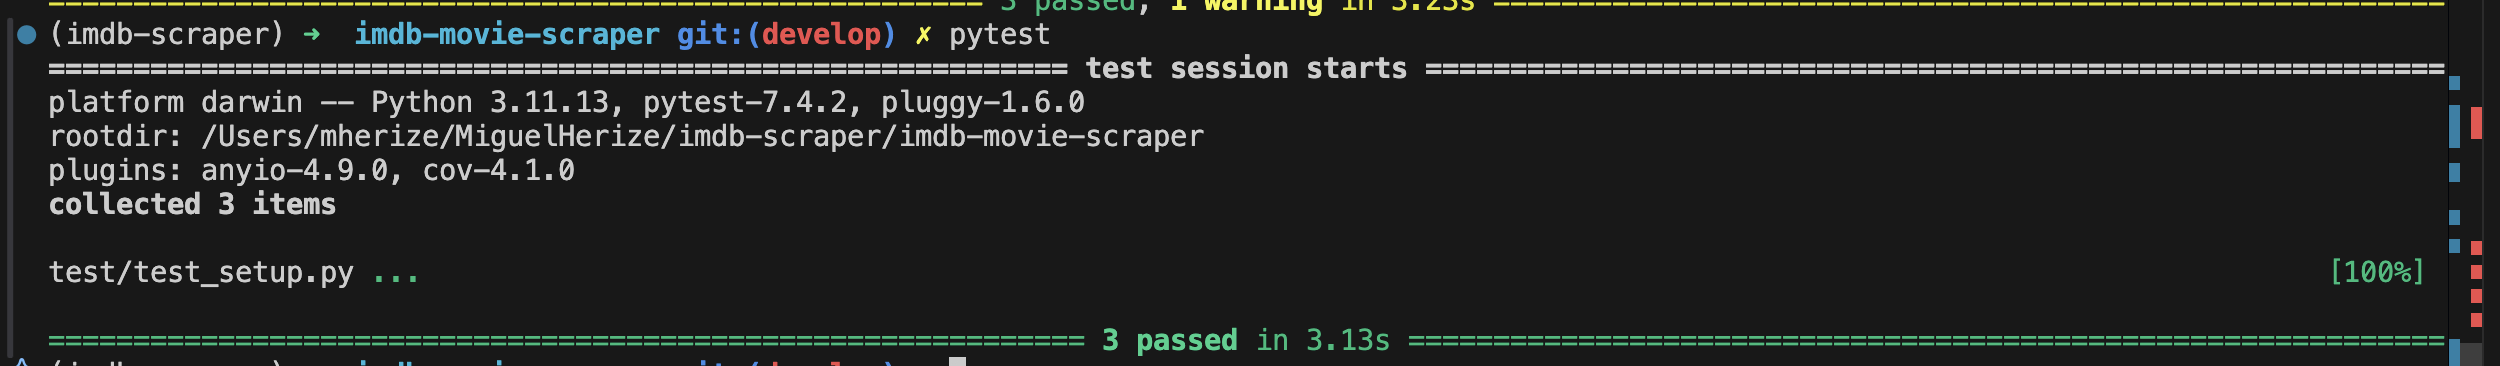 ============================================================ 3 passed, 1 warning in 3.23s ============================================================
(imdb-scraper) ➜  imdb-movie-scraper git:(develop) ✗ pytest
============================================================ test session starts ============================================================
platform darwin -- Python 3.11.13, pytest-7.4.2, pluggy-1.6.0
rootdir: /Users/mherize/MiguelHerize/imdb-scraper/imdb-movie-scraper
plugins: anyio-4.9.0, cov-4.1.0
collected 3 items
test/test_setup.py ... [100%]
============================================================ 3 passed in 3.13s ============================================================